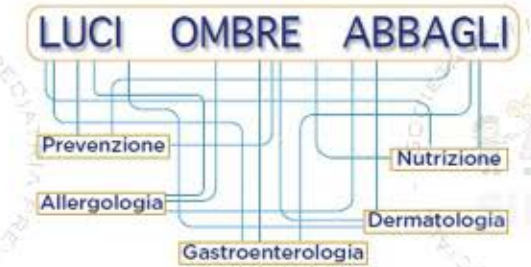 LUCI OMBRE ABBAGLI
Prevenzione
Nutrizione
Allergologia
Dermatologia
Gastroenterologia